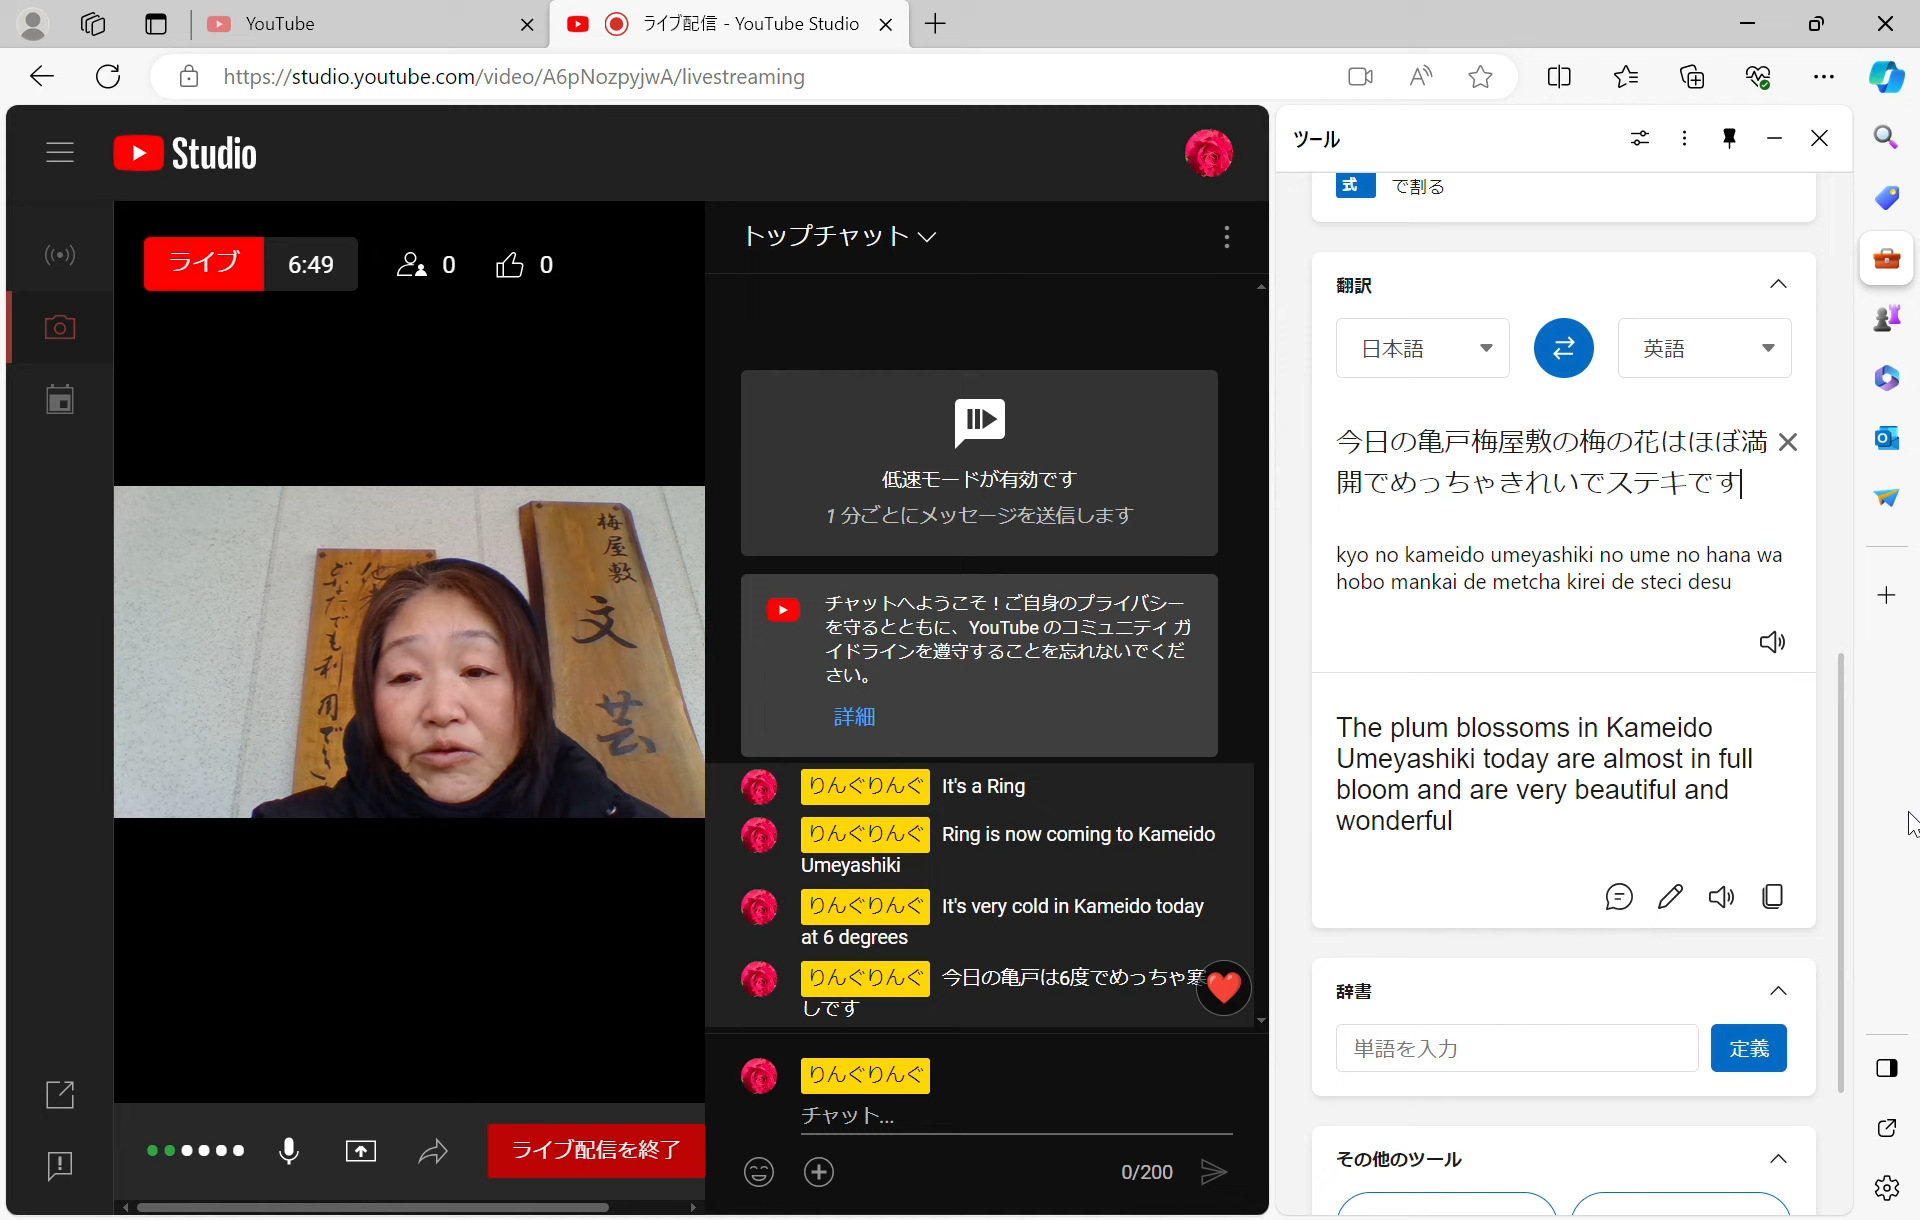 YouTube
ライブ配信 - YouTube Studio
https://studio.youtube.com/video/A6pNozpyjwA/livestreaming
Studio
ライブ
6:49
0
0
梅屋敷
文芸
どなたでも利用でき
ライブ配信を終了
トップチャット
低速モードが有効です
1 分ごとにメッセージを送信します
チャットへようこそ！ご自身のプライバシー
を守るとともに、YouTube のコミュニティ ガ
イドラインを遵守することを忘れないでくだ
さい。
詳細
りんぐりんぐ It's a Ring
りんぐりんぐ Ring is now coming to Kameido
Umeyashiki
りんぐりんぐ It's very cold in Kameido today
at 6 degrees
りんぐりんぐ 今日の亀戸は6度でめっちゃ寒
しです
りんぐりんぐ
チャット...
0/200
ツール
式
で割る
翻訳
日本語
英語
今日の亀戸梅屋敷の梅の花はほぼ満
開でめっちゃきれいでステキです
kyo no kameido umeyashiki no ume no hana wa
hobo mankai de metcha kirei de steci desu
The plum blossoms in Kameido
Umeyashiki today are almost in full
bloom and are very beautiful and
wonderful
辞書
単語を入力
定義
その他のツール